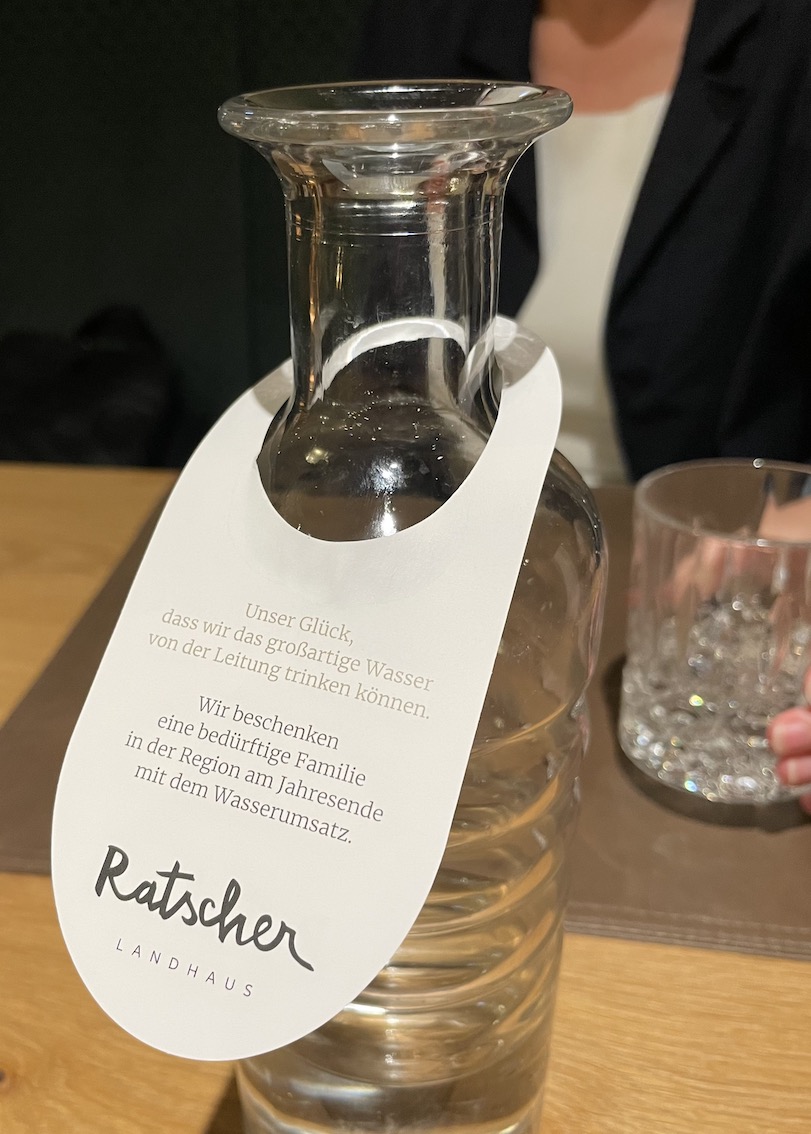 Unser Glück,
dass wir das großartige Wasser
von der Leitung trinken können.
Wir beschenken
eine bedürftige Familie
in der Region am Jahresende
mit dem Wasserumsatz.
Ratscher
LANDHAUS